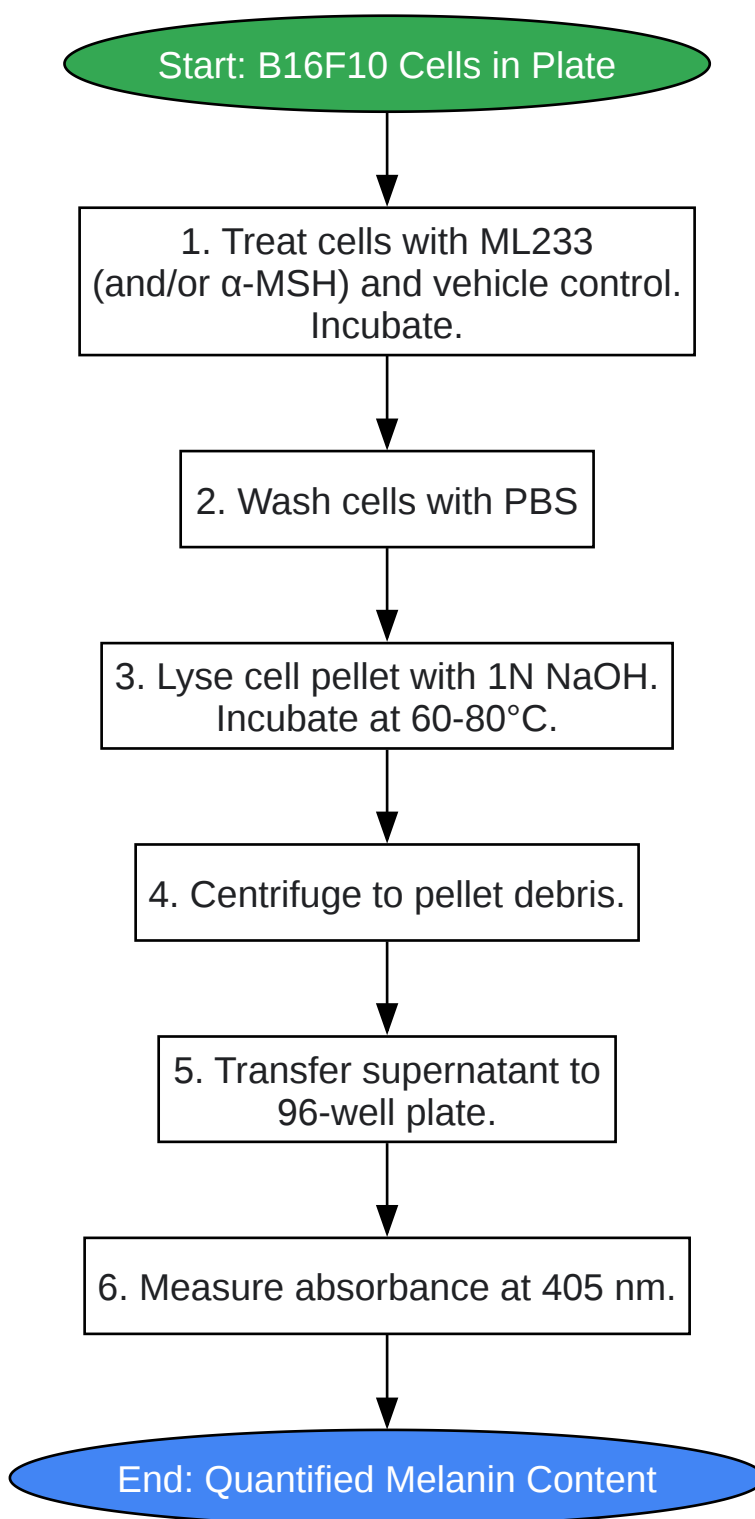 Start: B16F10 Cells in Plate
1. Treat cells with ML233
(and/or α-MSH) and vehicle control.
Incubate.
2. Wash cells with PBS
3. Lyse cell pellet with 1N NaOH.
Incubate at 60-80°C.
4. Centrifuge to pellet debris.
5. Transfer supernatant to
96-well plate.
6. Measure absorbance at 405 nm.
End: Quantified Melanin Content